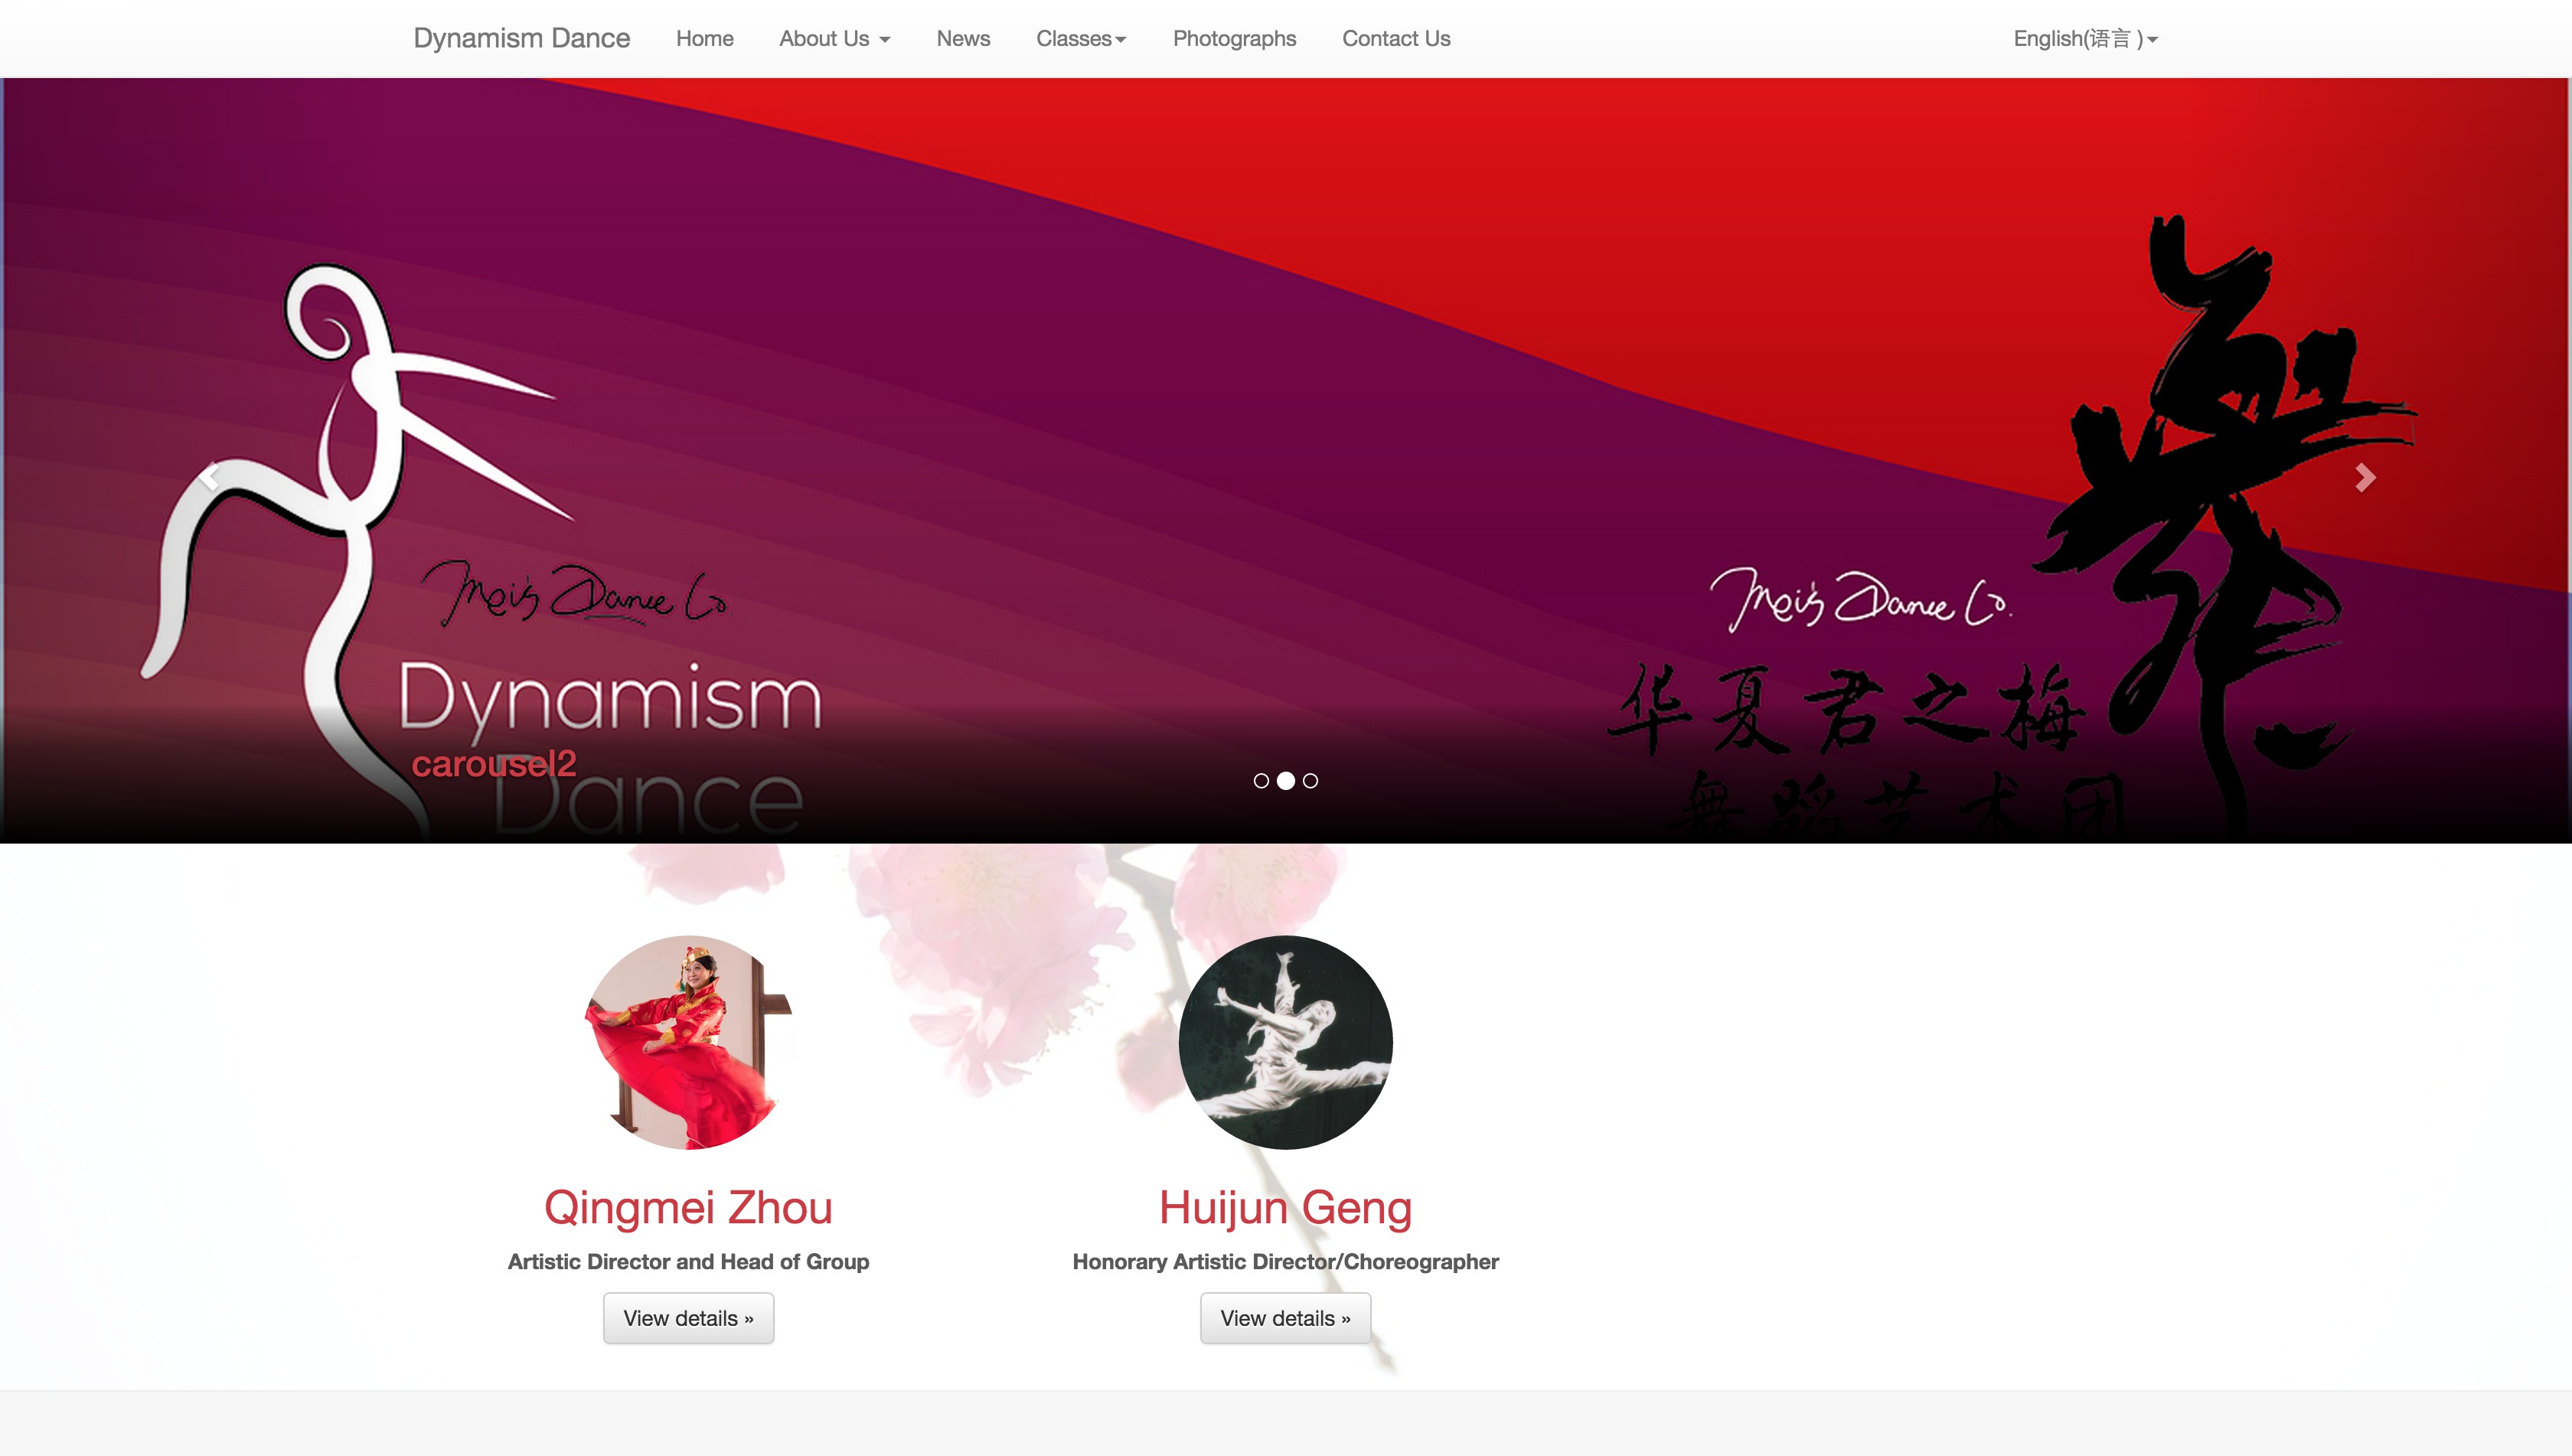 Dynamism Dance Home About Us News Classes Photographs Contact Us English(语言 )
舞
Mei's Dance Co
Dynamism
Dance
carousel2
Mei's Dance Co.
华夏君之梅
舞蹈艺术团
Qingmei Zhou
Artistic Director and Head of Group
View details »
Huijun Geng
Honorary Artistic Director/Choreographer
View details »